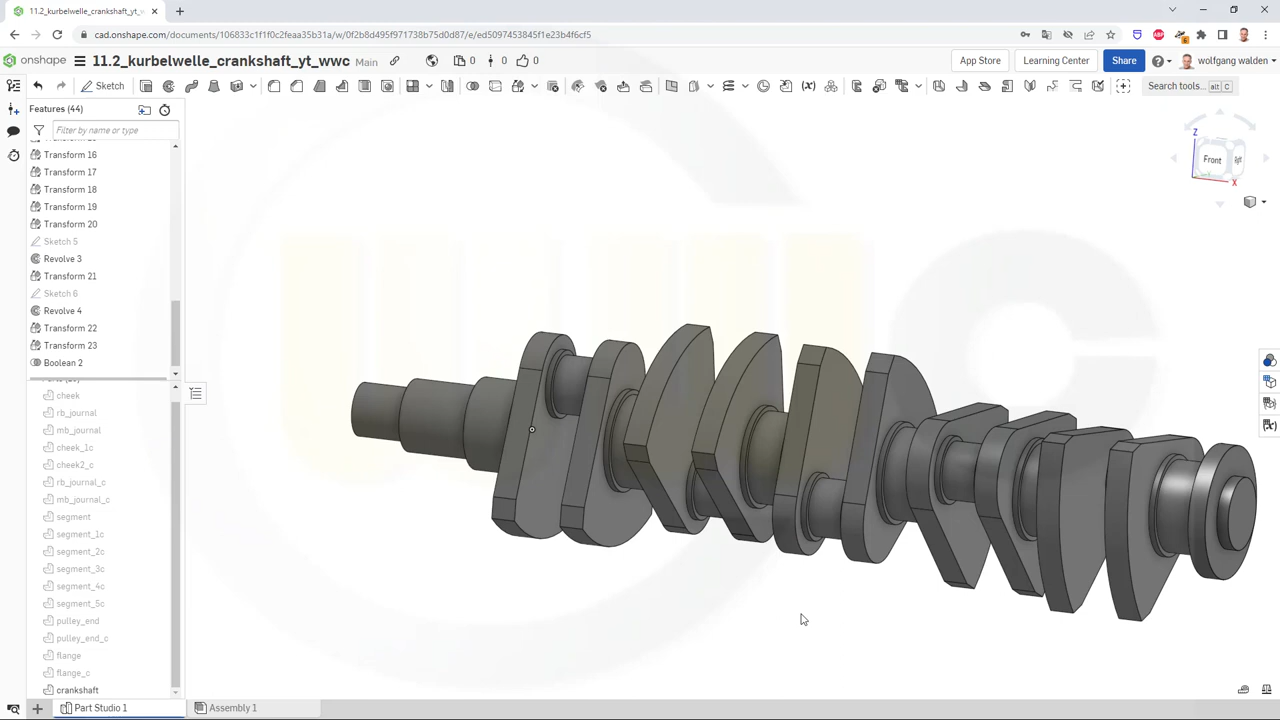 11.2_kurbelwelle_crankshaft_yt_wwc
cad.onshape.com/documents/106833c1f1f0c2feaa35b31a/w/0f2b8d495f971738b75d0d87/e/ed5097453845f1e23b4f6cf5
ABP
onshape
11.2_kurbelwelle_crankshaft_yt_wwc Main
0
0
0
App Store
Learning Center
Share
wolfgang walden
Sketch
(x)
Search tools...
alt C
Features (44)
Filter by name or type
Transform 16
Transform 17
Transform 18
Transform 19
Transform 20
Sketch 5
Revolve 3
Transform 21
Sketch 6
Revolve 4
Transform 22
Transform 23
Boolean 2
cheek
rb_journal
mb_journal
cheek_1c
cheek2_c
rb_journal_c
mb_journal_c
segment
segment_1c
segment_2c
segment_3c
segment_4c
segment_5c
pulley_end
pulley_end_c
flange
flange_c
crankshaft
Z
Front
X
wwc
Part Studio 1
Assembly 1